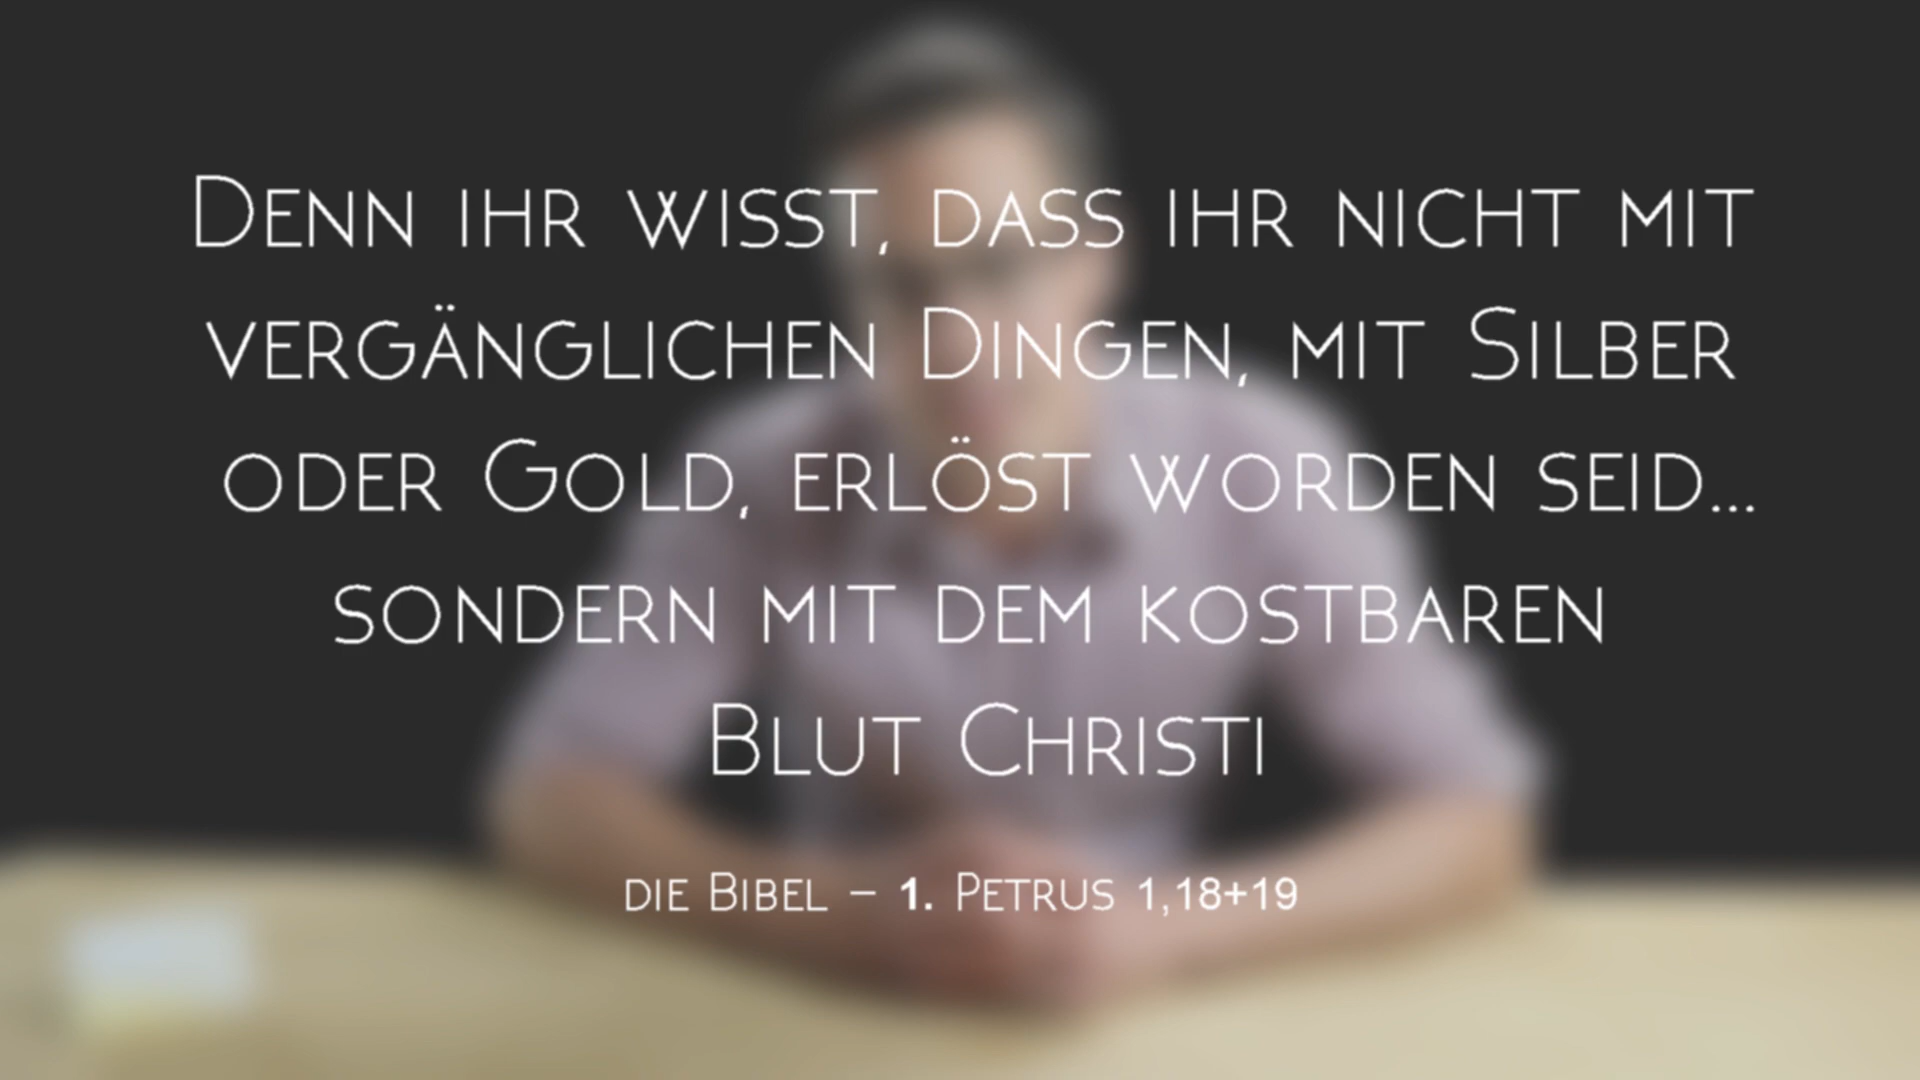 Denn ihr wisst, dass ihr nicht mit
vergänglichen Dingen, mit Silber
oder Gold, erlöst worden seid...
sondern mit dem kostbaren
Blut Christi
die Bibel – 1. Petrus 1,18+19